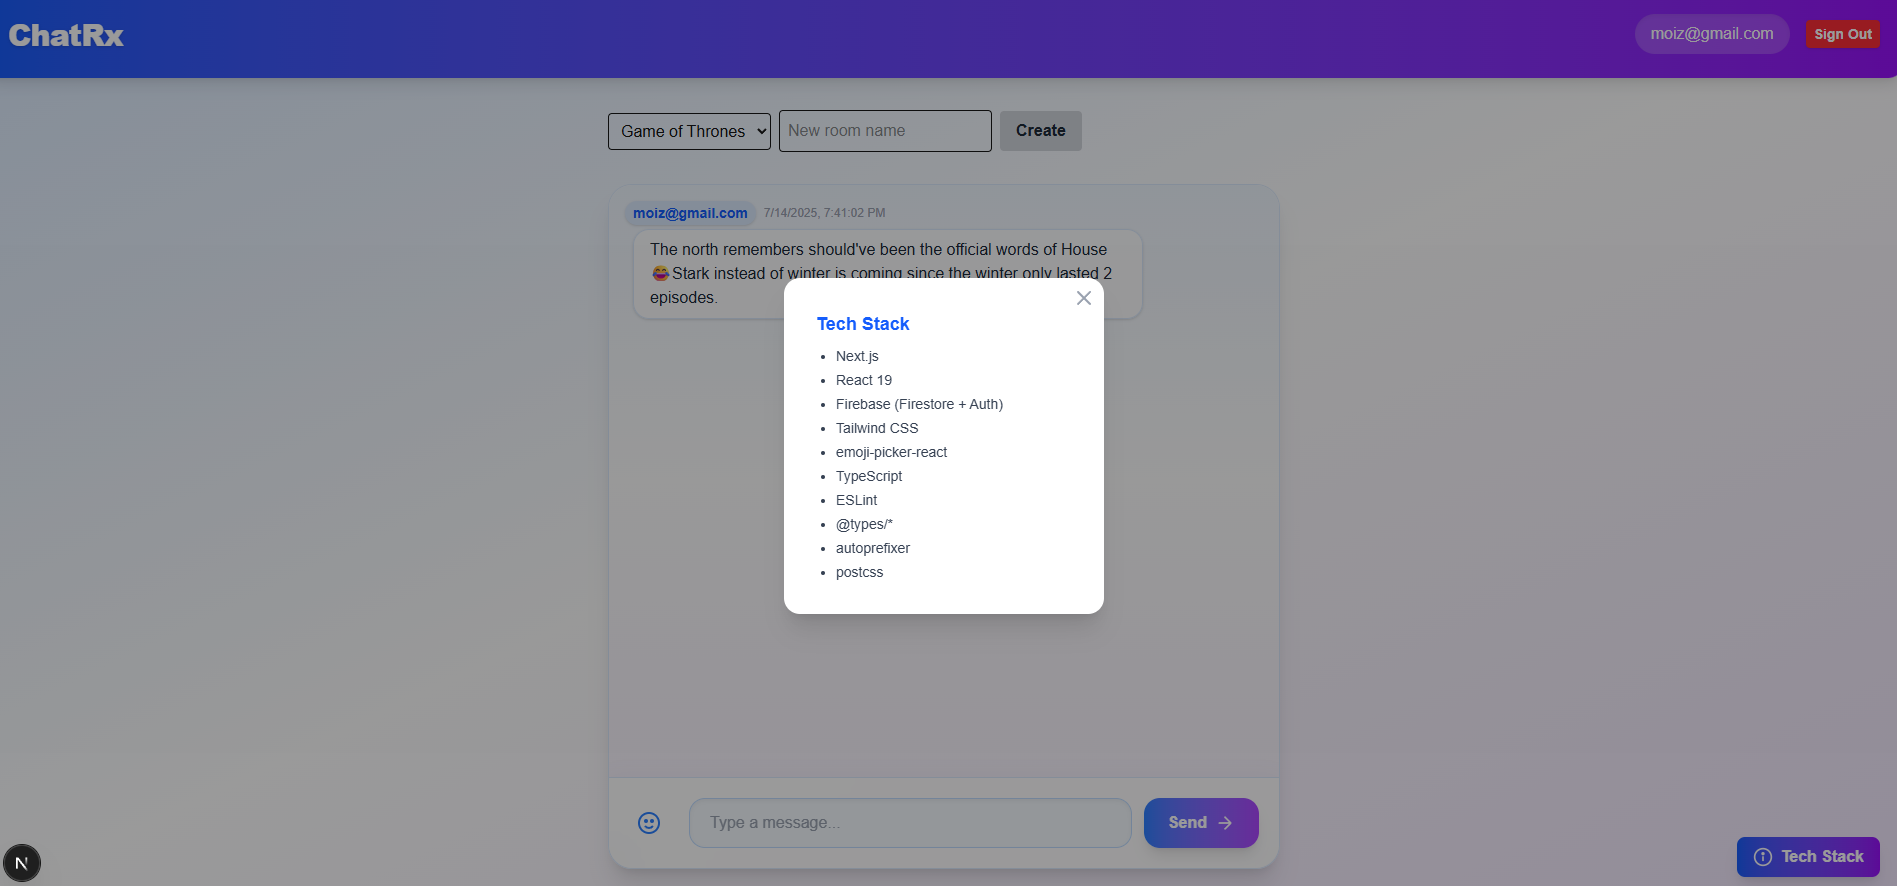 ChatRx
moiz@gmail.com
Sign Out
Game of Thrones
New room name
Create
moiz@gmail.com 7/14/2025, 7:41:02 PM
The north remembers should've been the official words of House
😂Stark instead of winter is coming since the winter only lasted 2
episodes.
Tech Stack
Next.js
React 19
Firebase (Firestore + Auth)
Tailwind CSS
emoji-picker-react
TypeScript
ESLint
@types/*
autoprefixer
postcss
Type a message...
Send
N
Tech Stack